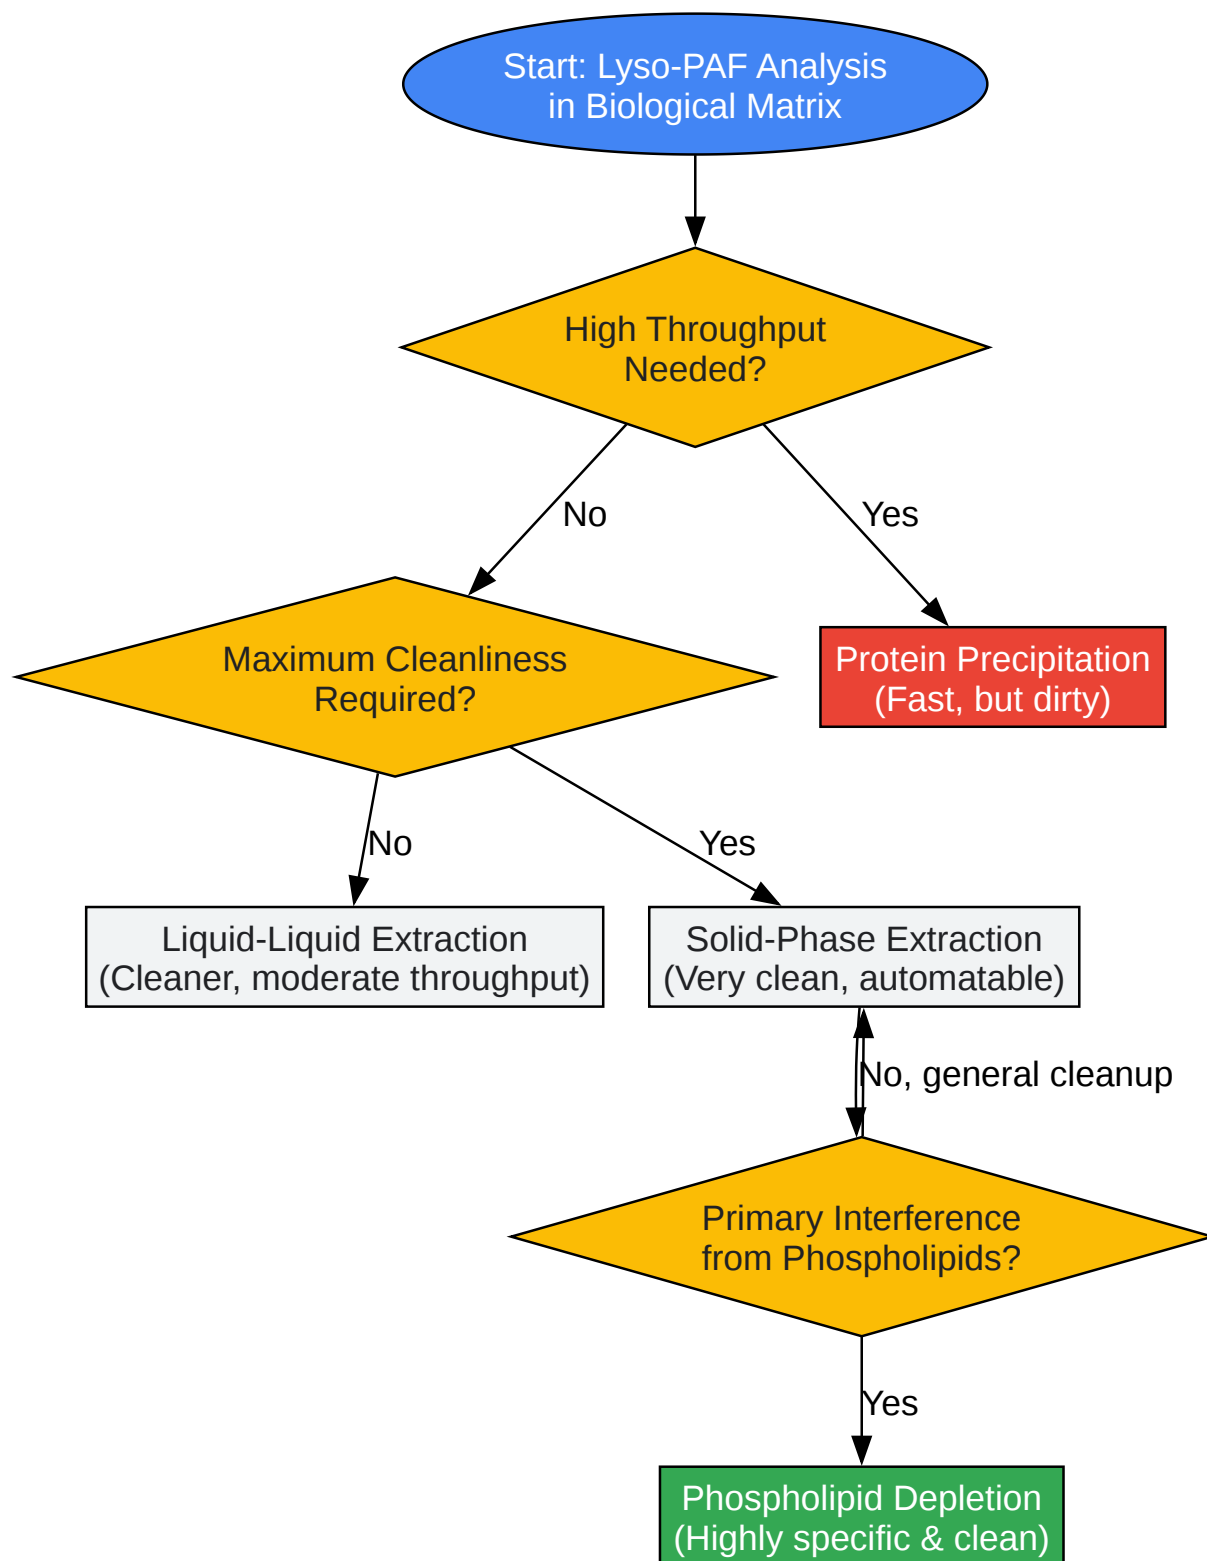 Start: Lyso-PAF Analysis
in Biological Matrix
High Throughput
Needed?
No
Yes
Maximum Cleanliness
Required?
Protein Precipitation
(Fast, but dirty)
No
Yes
Liquid-Liquid Extraction
(Cleaner, moderate throughput)
Solid-Phase Extraction
(Very clean, automatable)
No, general cleanup
Primary Interference
from Phospholipids?
Yes
Phospholipid Depletion
(Highly specific & clean)